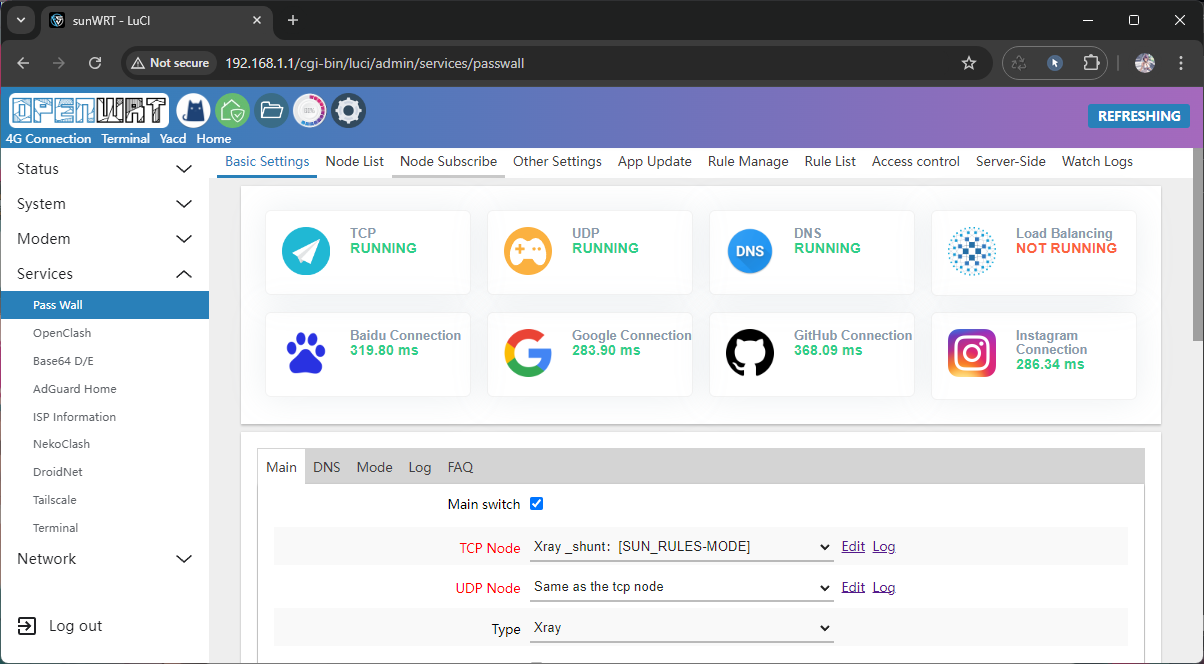 sunWRT - LuCI
Not secure
192.168.1.1/cgi-bin/luci/admin/services/passwall
OPENWRT
REFRESHING
4G Connection Terminal Yacd Home
Status
System
Modem
Services
Pass Wall
OpenClash
Base64 D/E
AdGuard Home
ISP Information
NekoClash
DroidNet
Tailscale
Terminal
Network
Log out
Basic Settings Node List Node Subscribe Other Settings App Update Rule Manage Rule List Access control Server-Side Watch Logs
TCP
RUNNING
UDP
RUNNING
DNS
DNS
RUNNING
Load Balancing
NOT RUNNING
Baidu Connection
319.80 ms
Google Connection
283.90 ms
GitHub Connection
368.09 ms
Instagram
Connection
286.34 ms
Main DNS Mode Log FAQ
Main switch
TCP Node Xray _shunt：[SUN_RULES-MODE] Edit Log
UDP Node Same as the tcp node Edit Log
Type Xray